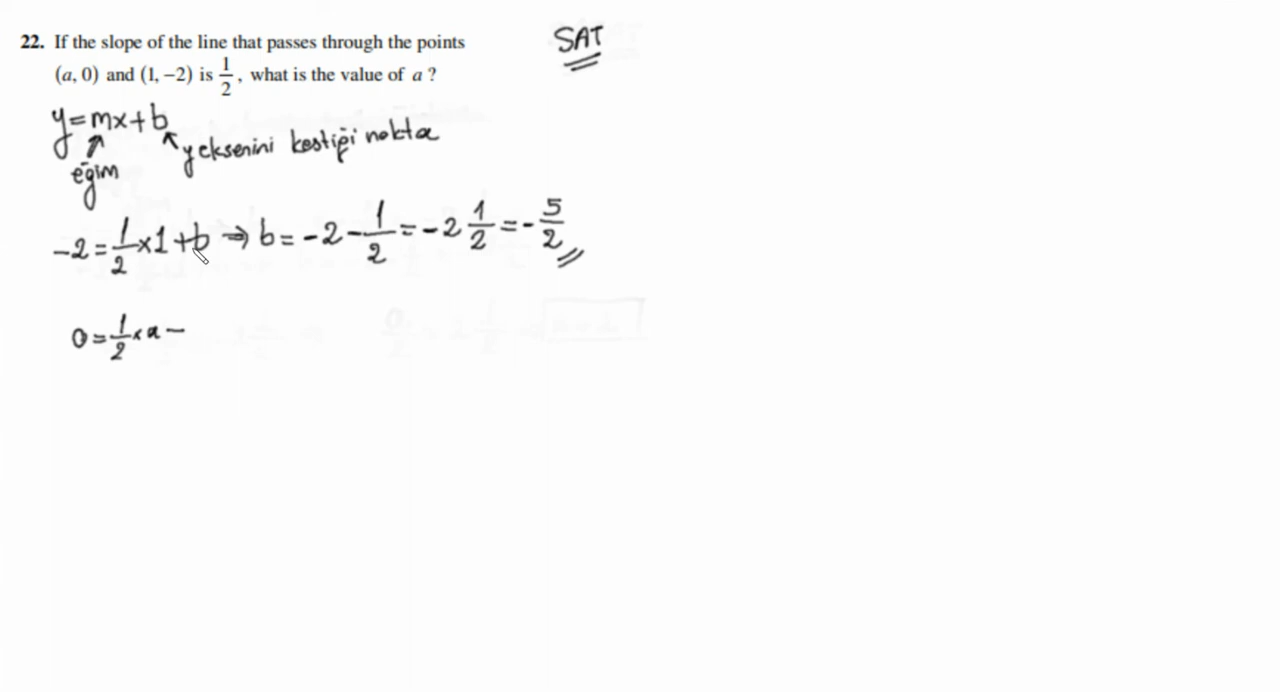 22. If the slope of the line that passes through the points
(a, 0) and (1, −2) is 1/2, what is the value of a ?
SAT
y=mx+b
eğim
y eksenini kestiği nokta
-2=1/2x1+b⇒b=-2-1/2=-2 1/2=-5/2
0=1/2xa-